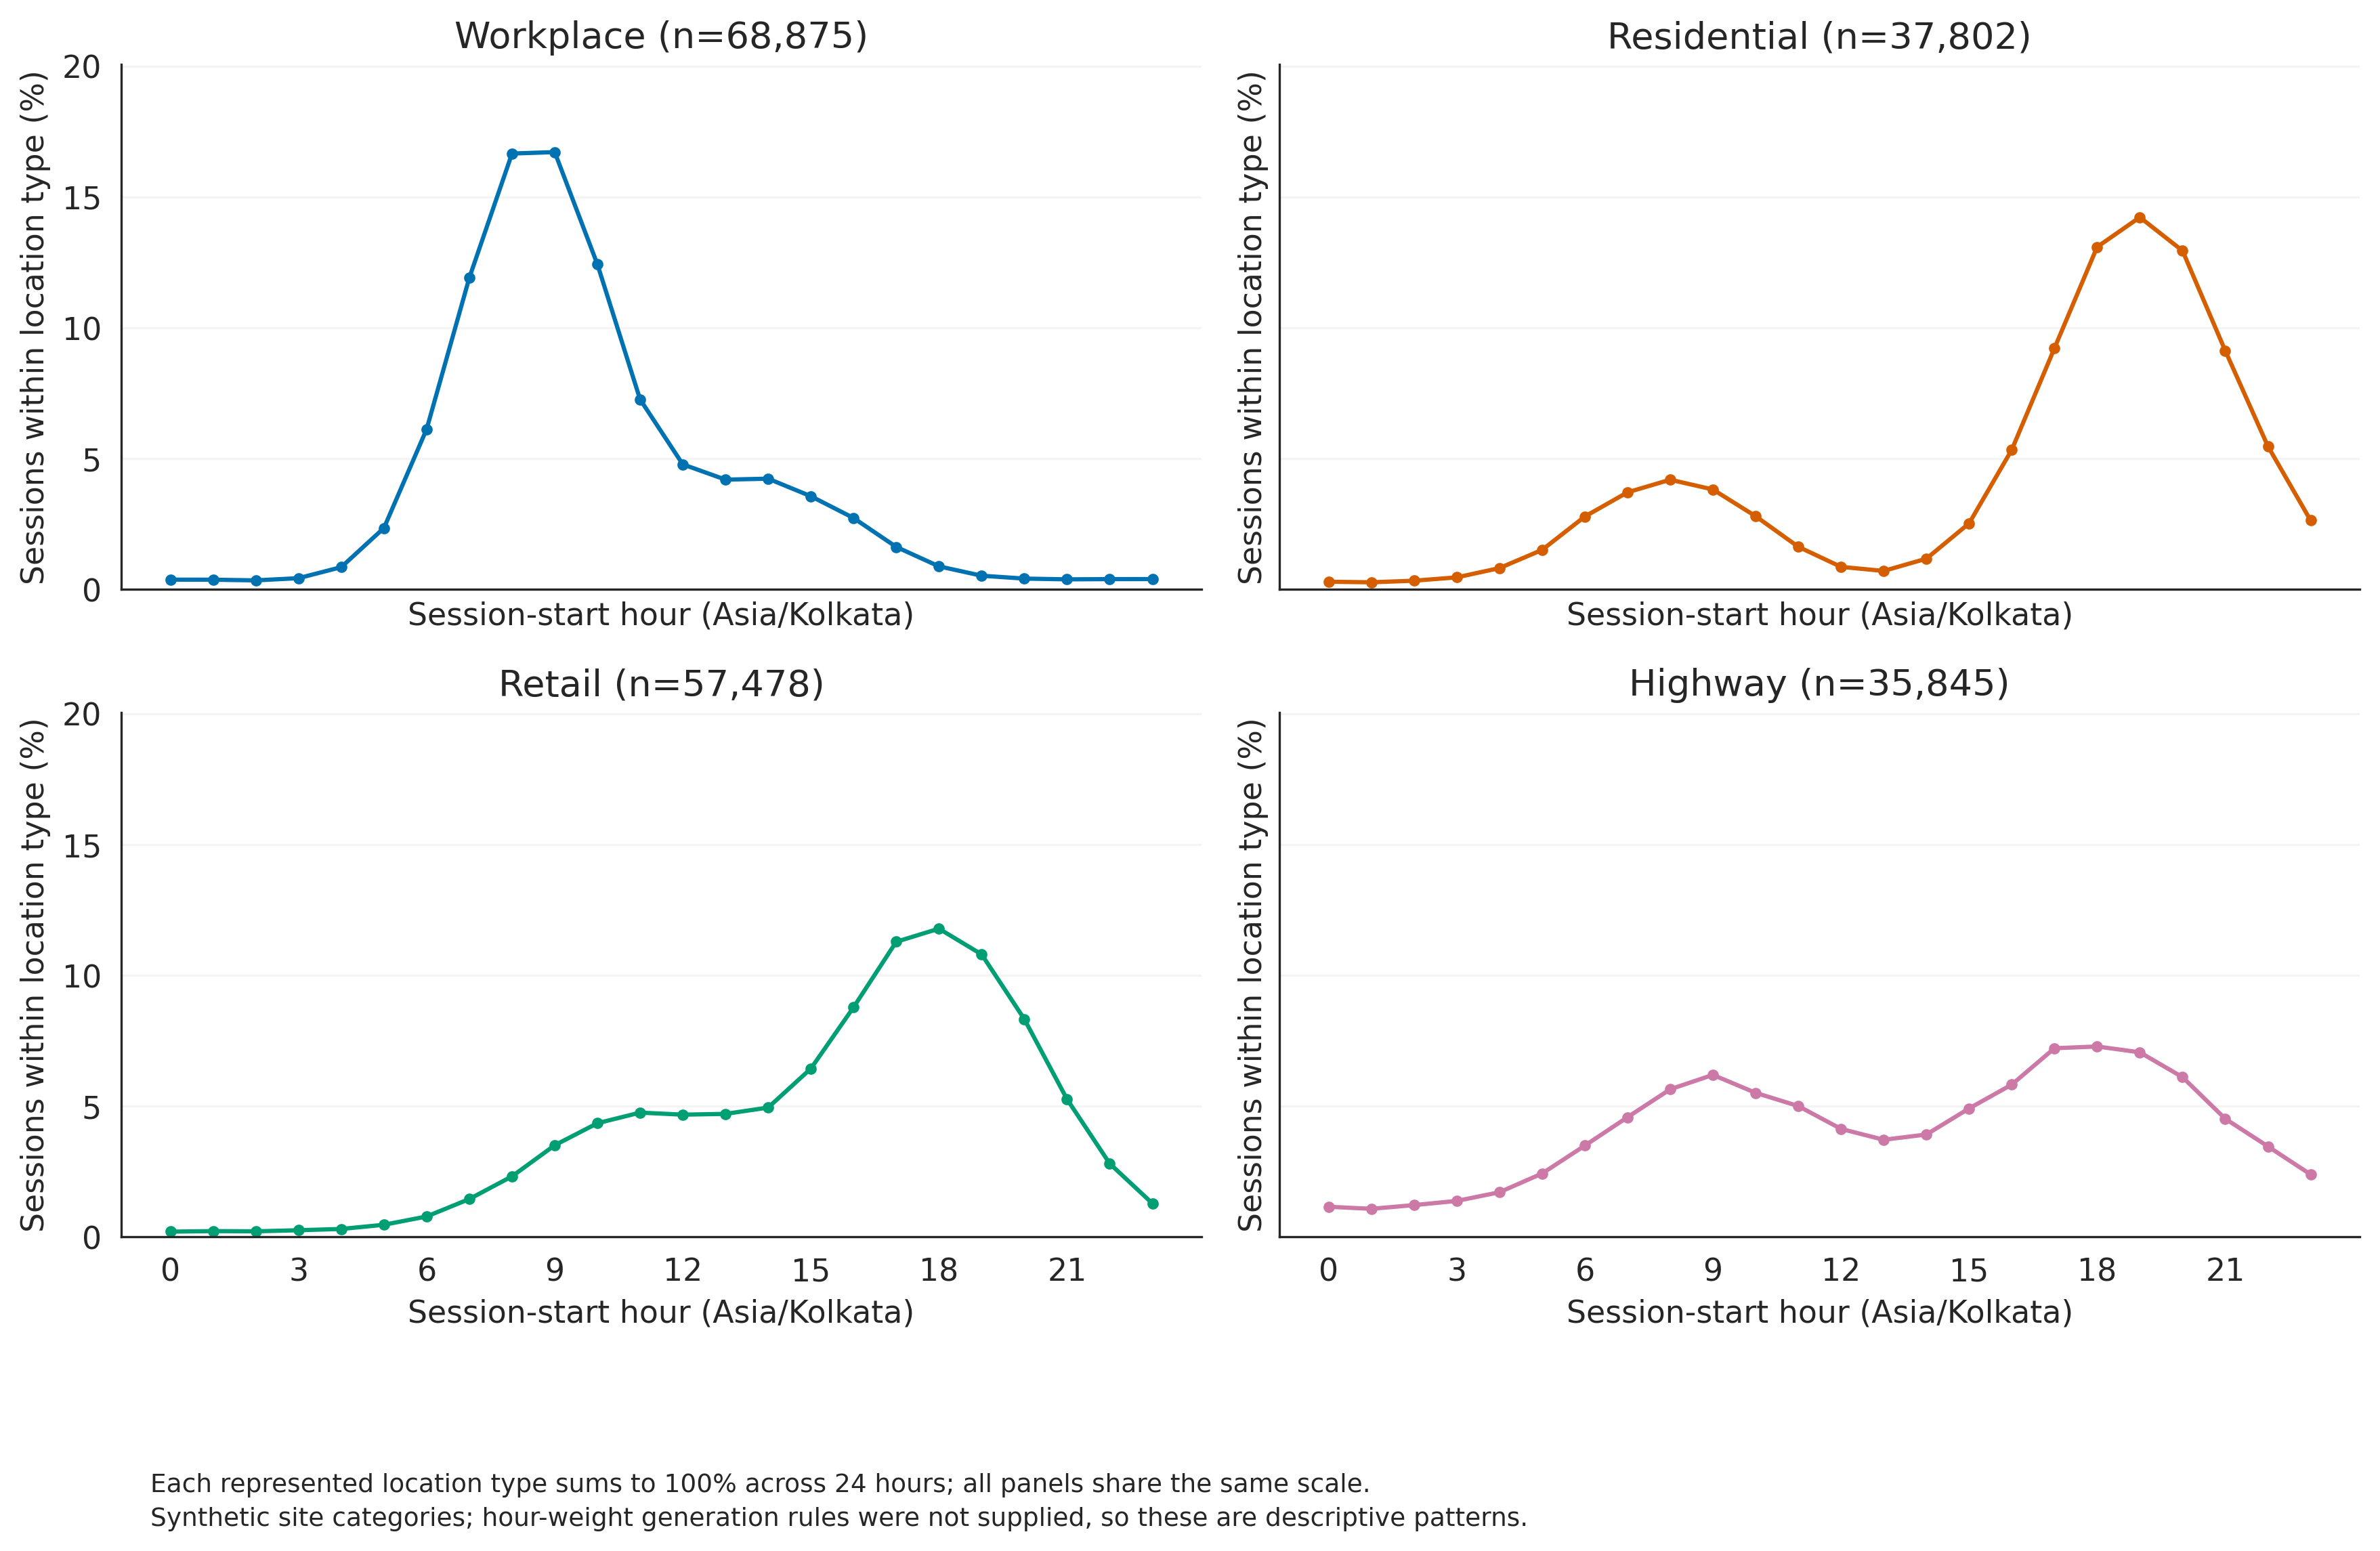 Workplace (n=68,875)
Sessions within location type (%)
20
15
10
5
0
Session-start hour (Asia/Kolkata)
Residential (n=37,802)
Sessions within location type (%)
Session-start hour (Asia/Kolkata)
Retail (n=57,478)
Sessions within location type (%)
20
15
10
5
0
0 3 6 9 12 15 18 21
Session-start hour (Asia/Kolkata)
Highway (n=35,845)
Sessions within location type (%)
0 3 6 9 12 15 18 21
Session-start hour (Asia/Kolkata)
Each represented location type sums to 100% across 24 hours; all panels share the same scale.
Synthetic site categories; hour-weight generation rules were not supplied, so these are descriptive patterns.